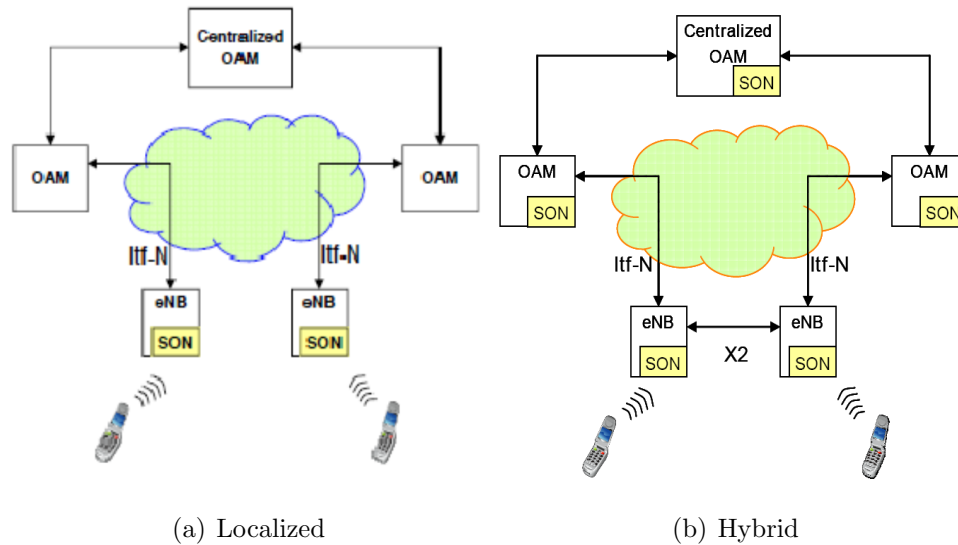 Centralized
OAM
OAM
OAM
Itf-N
Itf-N
eNB
SON
eNB
SON
(a) Localized
Centralized
OAM
SON
OAM
SON
OAM
SON
Itf-N
Itf-N
eNB
SON
X2
eNB
SON
(b) Hybrid